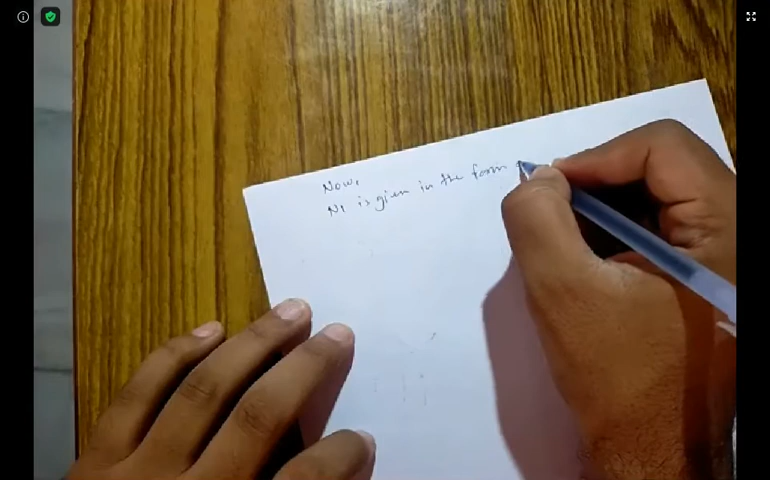 Now,
N1 is given in the form